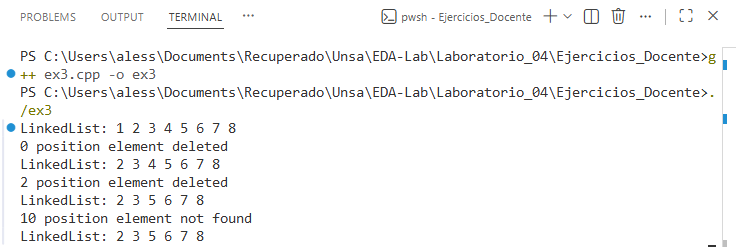 PROBLEMS OUTPUT TERMINAL ... pwsh - Ejercicios_Docente
PS C:\Users\aless\Documents\Recuperado\Unsa\EDA-Lab\Laboratorio_04\Ejercicios_Docente>g
++ ex3.cpp -o ex3
PS C:\Users\aless\Documents\Recuperado\Unsa\EDA-Lab\Laboratorio_04\Ejercicios_Docente>.
/ex3
LinkedList: 1 2 3 4 5 6 7 8
0 position element deleted
LinkedList: 2 3 4 5 6 7 8
2 position element deleted
LinkedList: 2 3 5 6 7 8
10 position element not found
LinkedList: 2 3 5 6 7 8